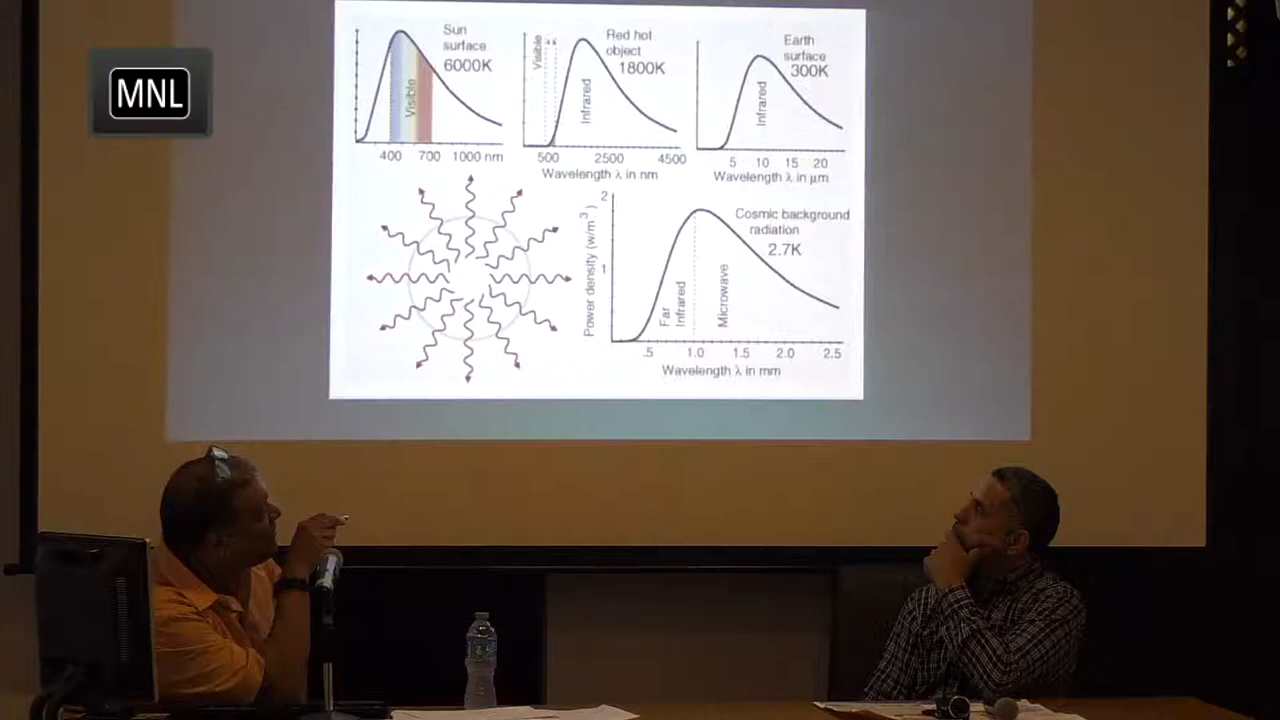 MNL
Sun
surface
6000K
Visible
400 700 1000 nm
Red hot
object
1800K
Visible
Infrared
500 2500 4500
Wavelength λ in nm
Earth
surface
300K
Infrared
5 10 15 20
Wavelength λ in μm
Cosmic background
radiation
2.7K
Power density (w/m³)
2
1
Far
Infrared
Microwave
.5 1.0 1.5 2.0 2.5
Wavelength λ in mm